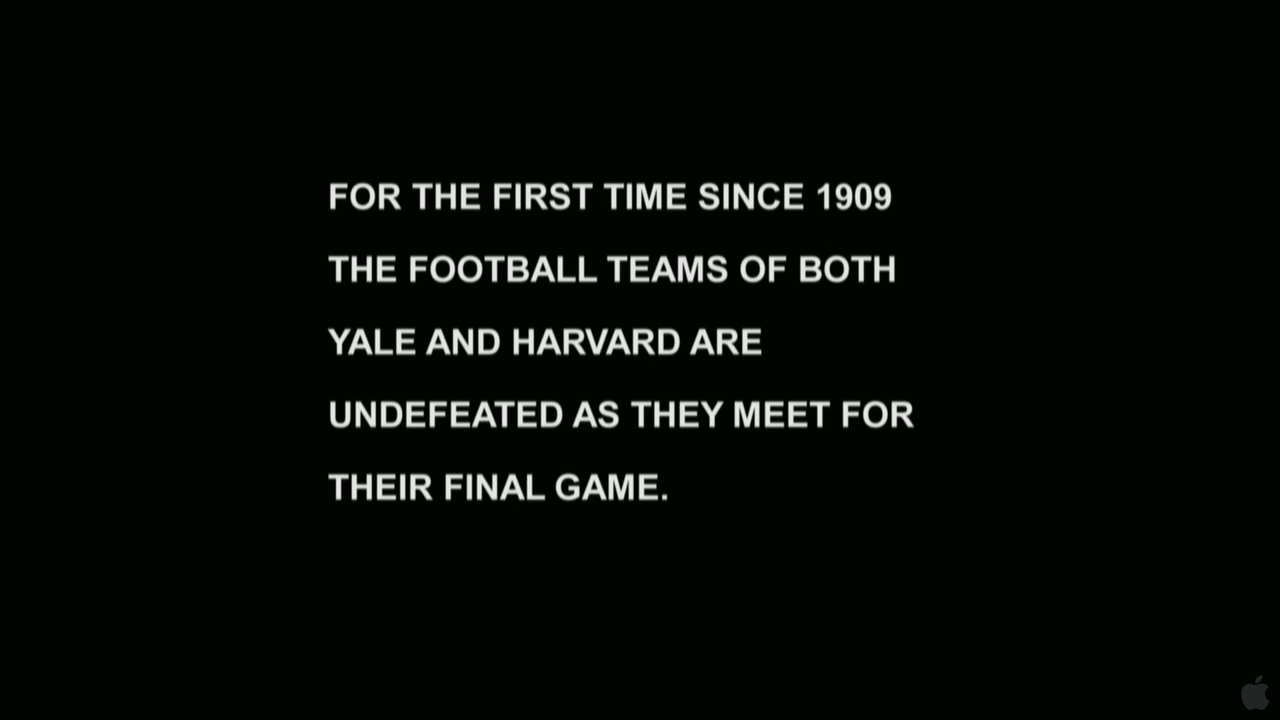 FOR THE FIRST TIME SINCE 1909
THE FOOTBALL TEAMS OF BOTH
YALE AND HARVARD ARE
UNDEFEATED AS THEY MEET FOR
THEIR FINAL GAME.